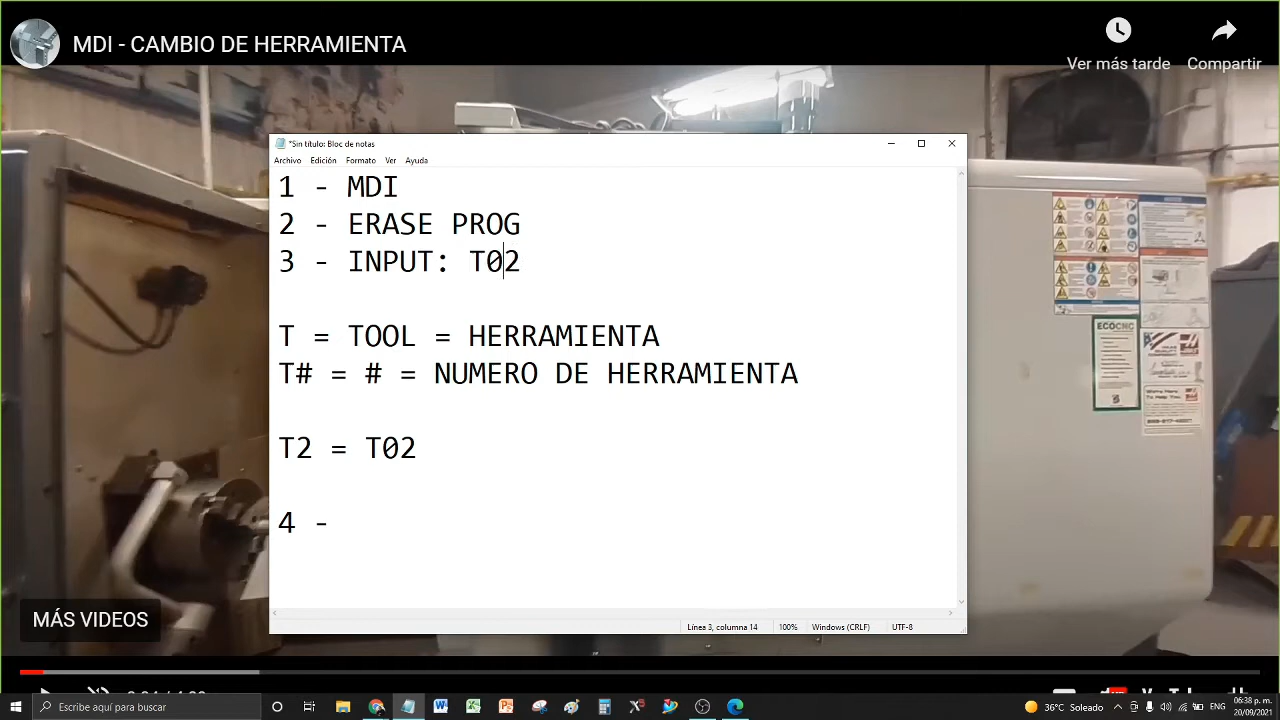 MDI - CAMBIO DE HERRAMIENTA
Ver más tarde
Compartir
*Sin título: Bloc de notas
Archivo Edición Formato Ver Ayuda
1 - MDI
2 - ERASE PROG
3 - INPUT: T02
T = TOOL = HERRAMIENTA
T# = # = NUMERO DE HERRAMIENTA
T2 = T02
4 -
Línea 3, columna 14 100% Windows (CRLF) UTF-8
ECOCNC
MÁS VIDEOS
Escribe aquí para buscar
36°C Soleado
ENG
06:38 p. m.
20/09/2021